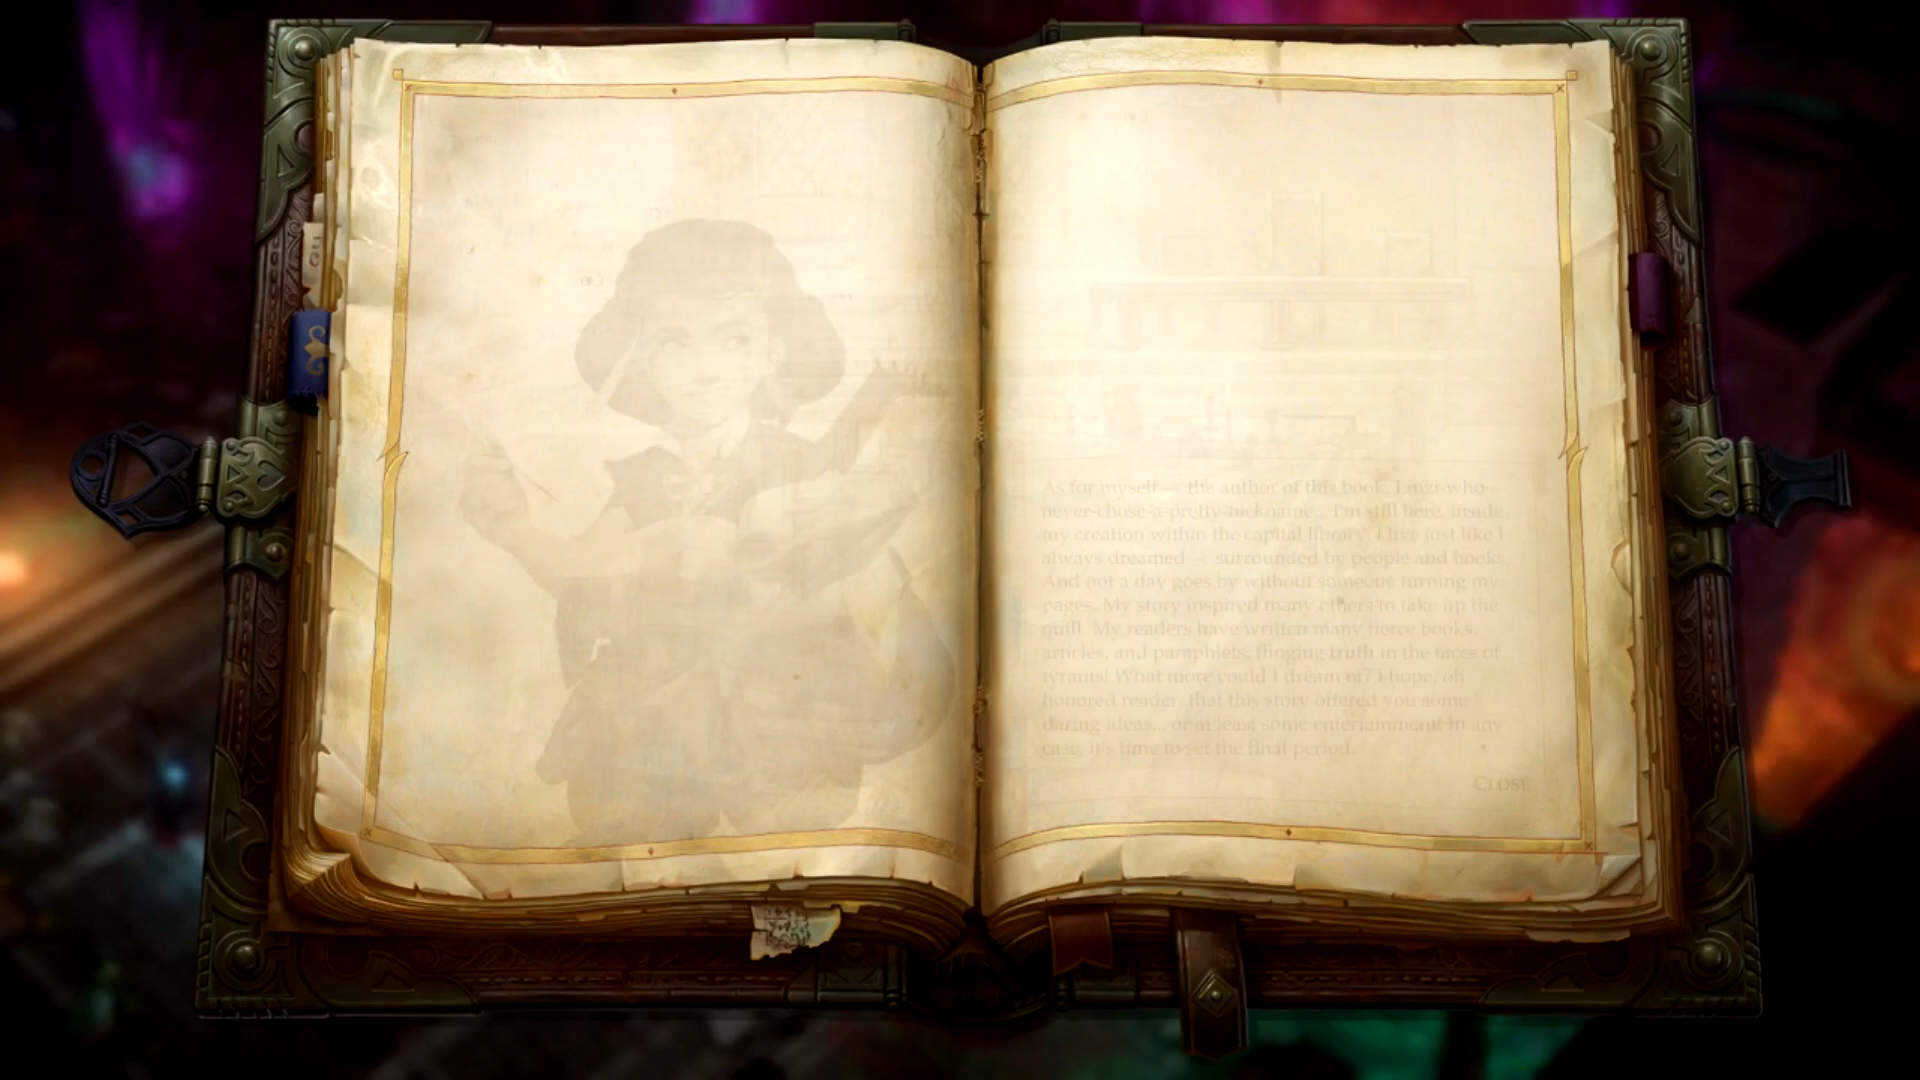 As for myself — the author of this book, Linzi-who-
never-chose-a-pretty-nickname... I'm still here, inside
my creation within the capital library. I live just like I
always dreamed — surrounded by people and books.
And not a day goes by without someone turning my
pages. My story inspired many others to take up the
quill. My readers have written many fierce books,
articles, and pamphlets, flinging truth in the faces of
tyrants! What more could I dream of? I hope, oh
honored reader, that this story offered you some
daring ideas... or at least some entertainment! In any
case, it's time to set the final period.
Close